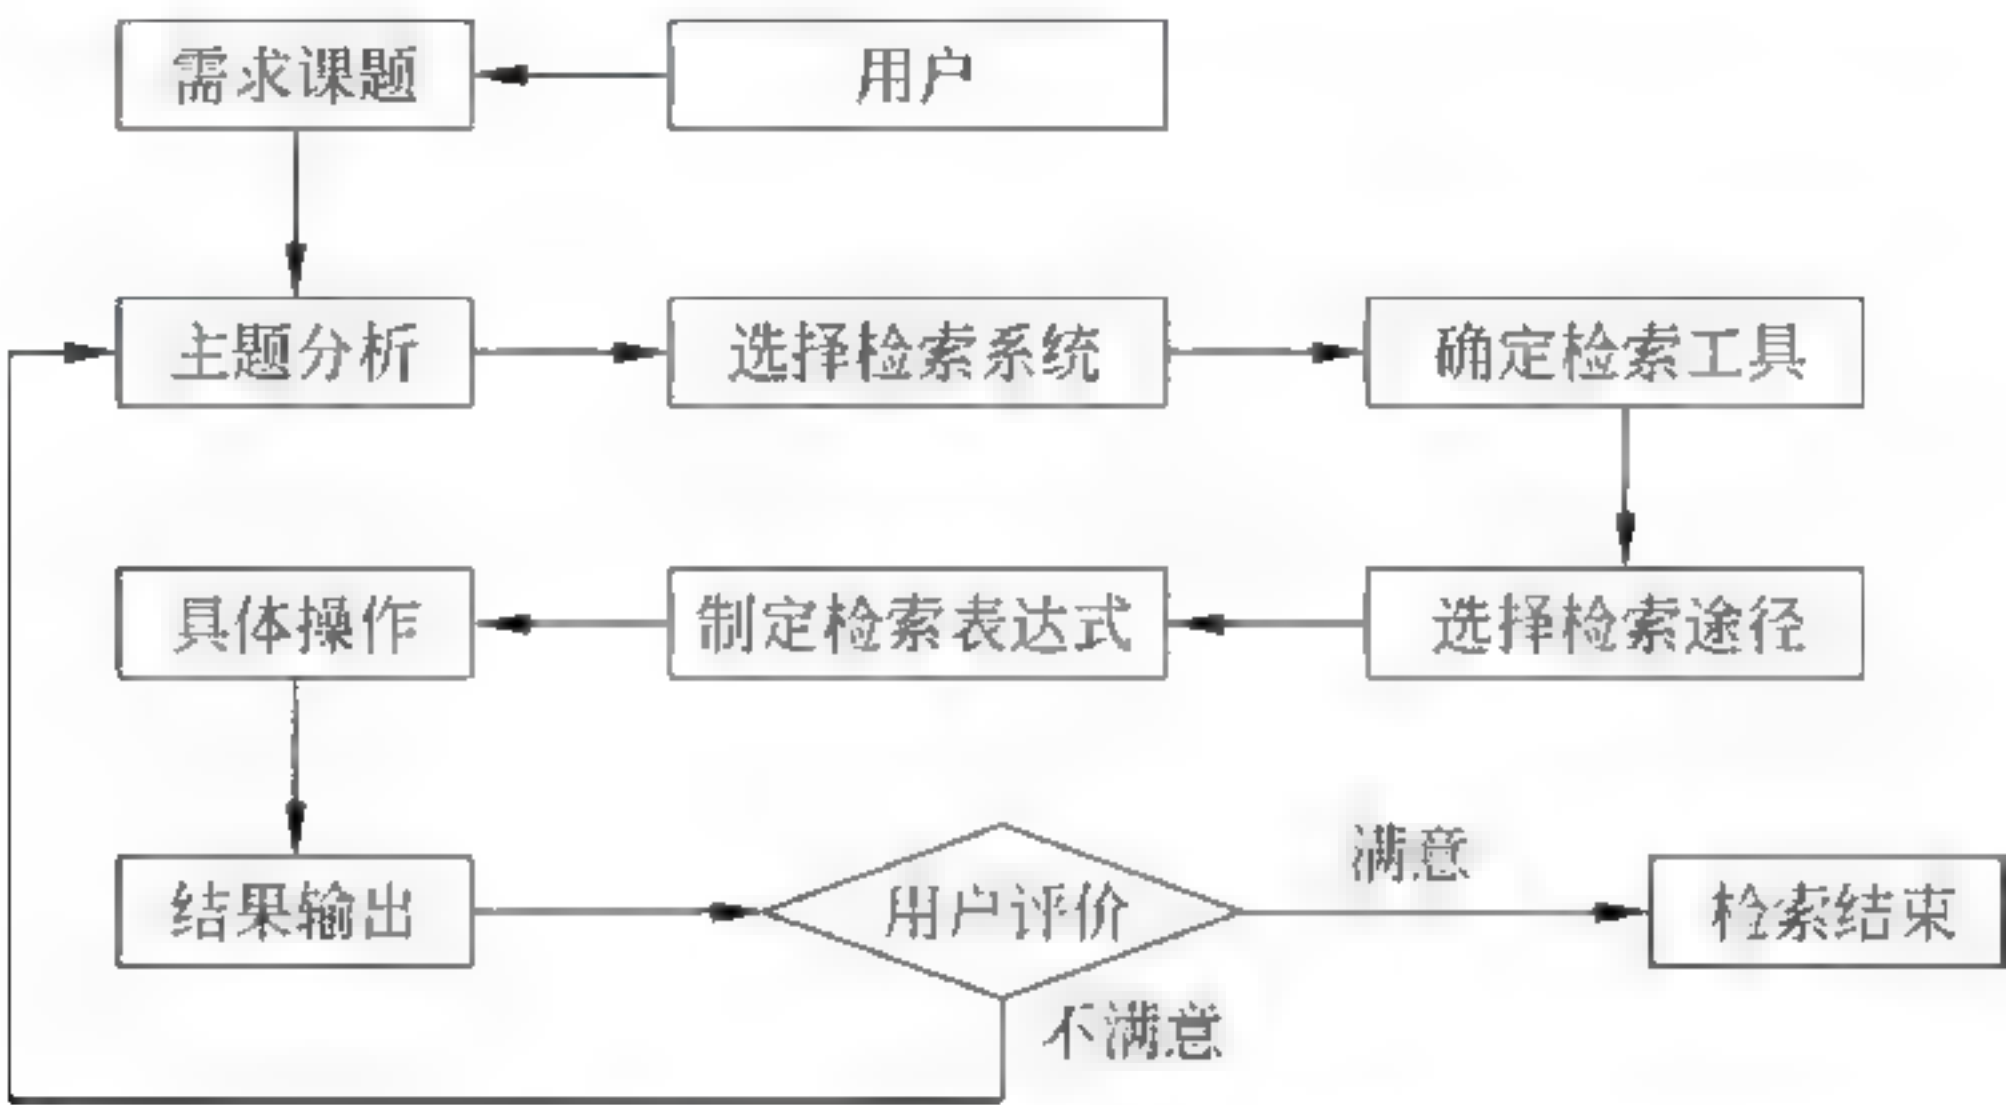 需求课题
用户
主题分析
选择检索系统
确定检索工具
具体操作
制定检索表达式
选择检索途径
结果输出
用户评价
满意
检索结束
不满意